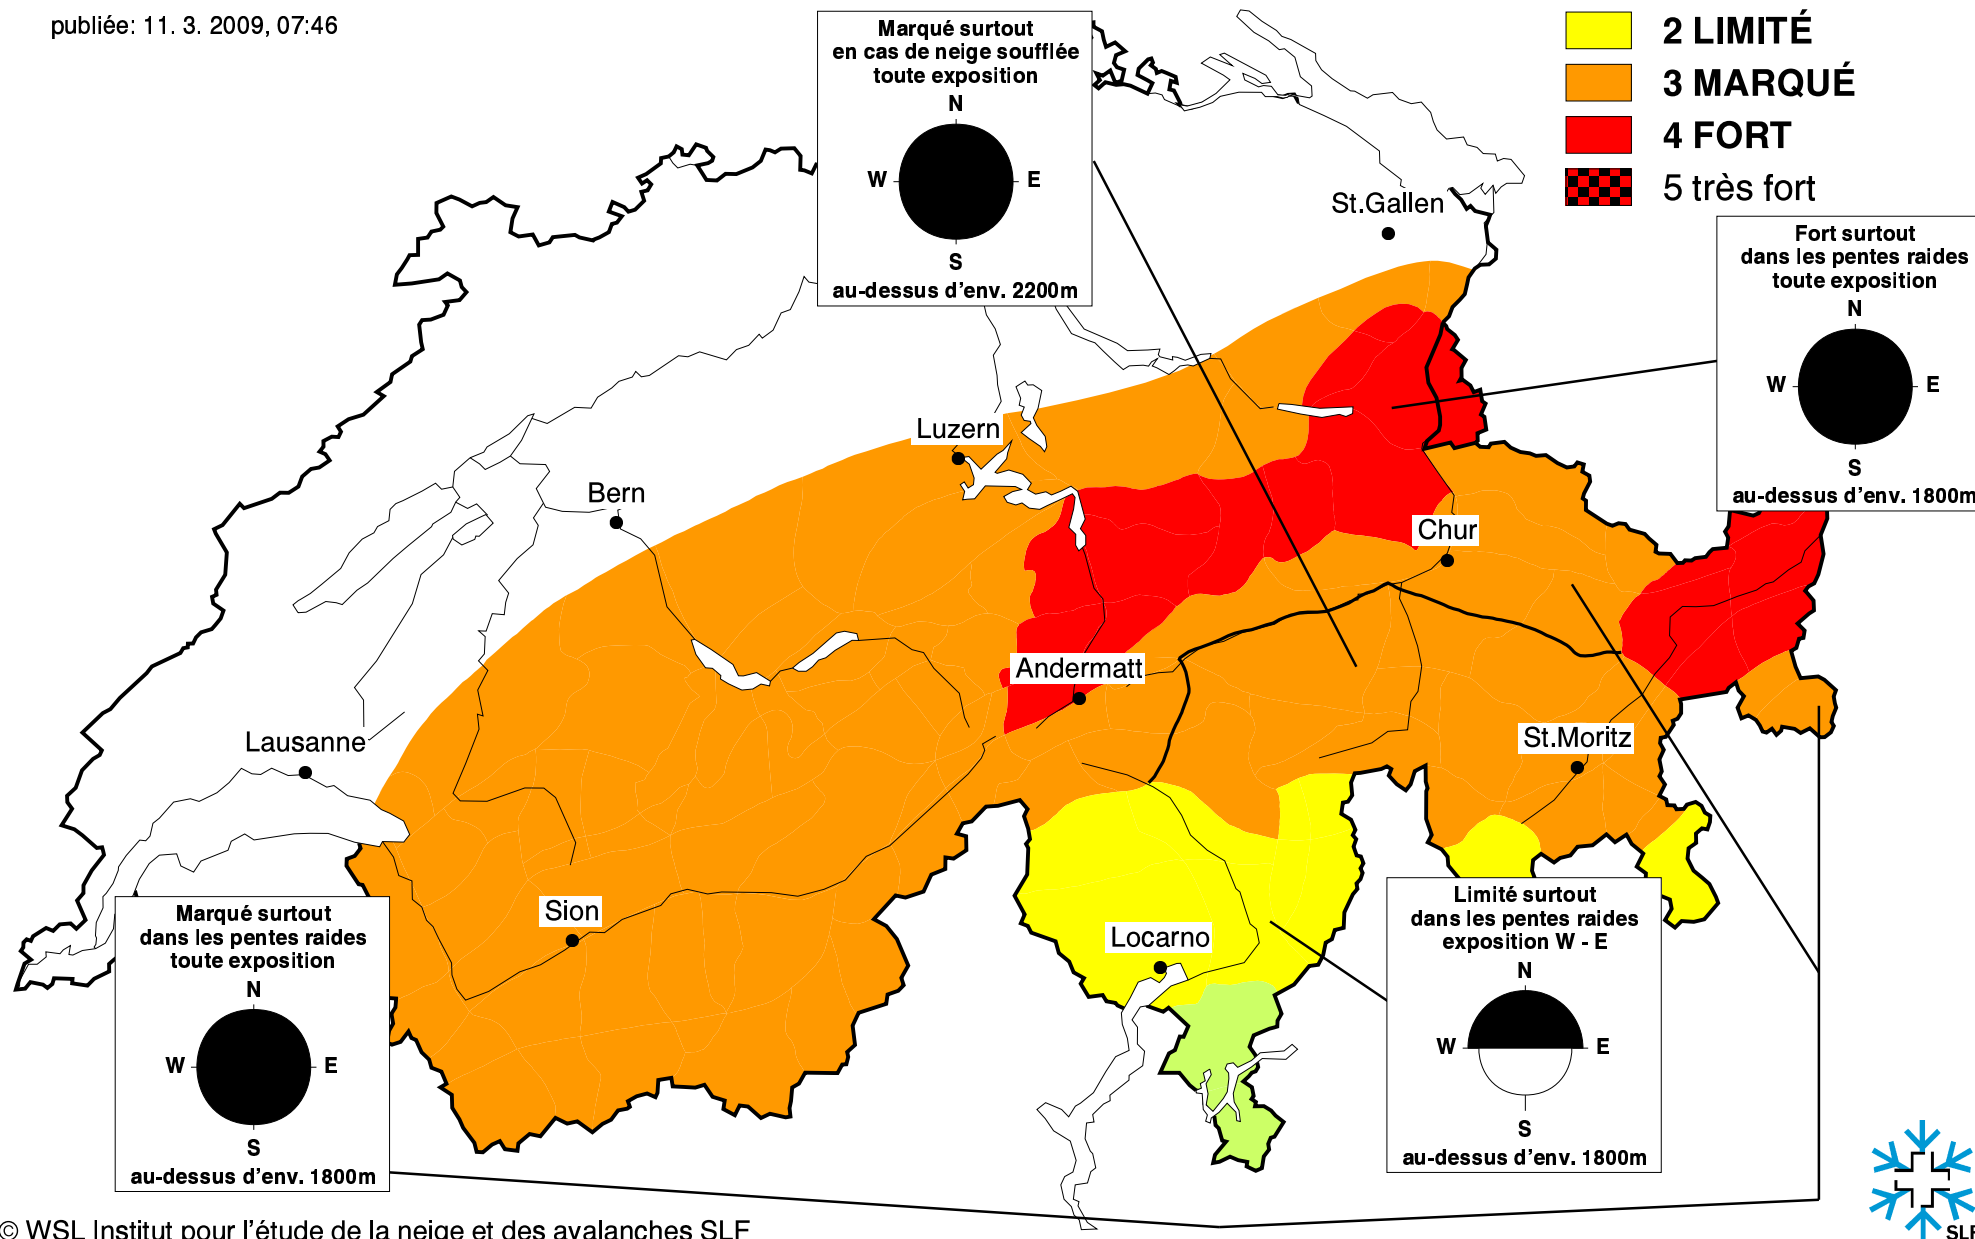 publiée: 11. 3. 2009, 07:46
Marqué surtout
en cas de neige soufflée
toute exposition
N
W
E
S
au-dessus d'env. 2200m
2 LIMITÉ
3 MARQUÉ
4 FORT
5 très fort
St.Gallen
Fort surtout
dans les pentes raides
toute exposition
N
W
E
S
au-dessus d'env. 1800m
Luzern
Bern
Chur
Andermatt
St.Moritz
Lausanne
Sion
Locarno
Marqué surtout
dans les pentes raides
toute exposition
N
W
E
S
au-dessus d'env. 1800m
Limité surtout
dans les pentes raides
exposition W - E
N
W
E
S
au-dessus d'env. 1800m
© WSL Institut pour l'étude de la neige et des avalanches SLF
SLF